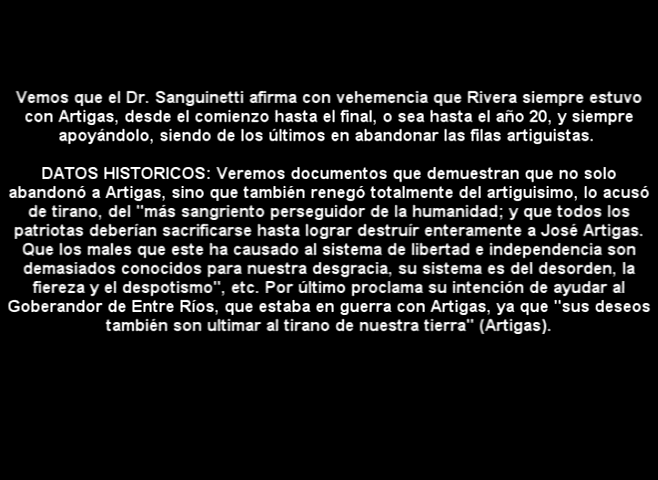 Vemos que el Dr. Sanguinetti afirma con vehemencia que Rivera siempre estuvo
con Artigas, desde el comienzo hasta el final, o sea hasta el año 20, y siempre
apoyándolo, siendo de los últimos en abandonar las filas artiguistas.
DATOS HISTORICOS: Veremos documentos que demuestran que no solo
abandonó a Artigas, sino que también renegó totalmente del artiguisimo, lo acusó
de tirano, del "más sangriento perseguidor de la humanidad; y que todos los
patriotas deberían sacrificarse hasta lograr destruír enteramente a José Artigas.
Que los males que este ha causado al sistema de libertad e independencia son
demasiados conocidos para nuestra desgracia, su sistema es del desorden, la
fiereza y el despotismo", etc. Por último proclama su intención de ayudar al
Goberandor de Entre Ríos, que estaba en guerra con Artigas, ya que "sus deseos
también son ultimar al tirano de nuestra tierra" (Artigas).